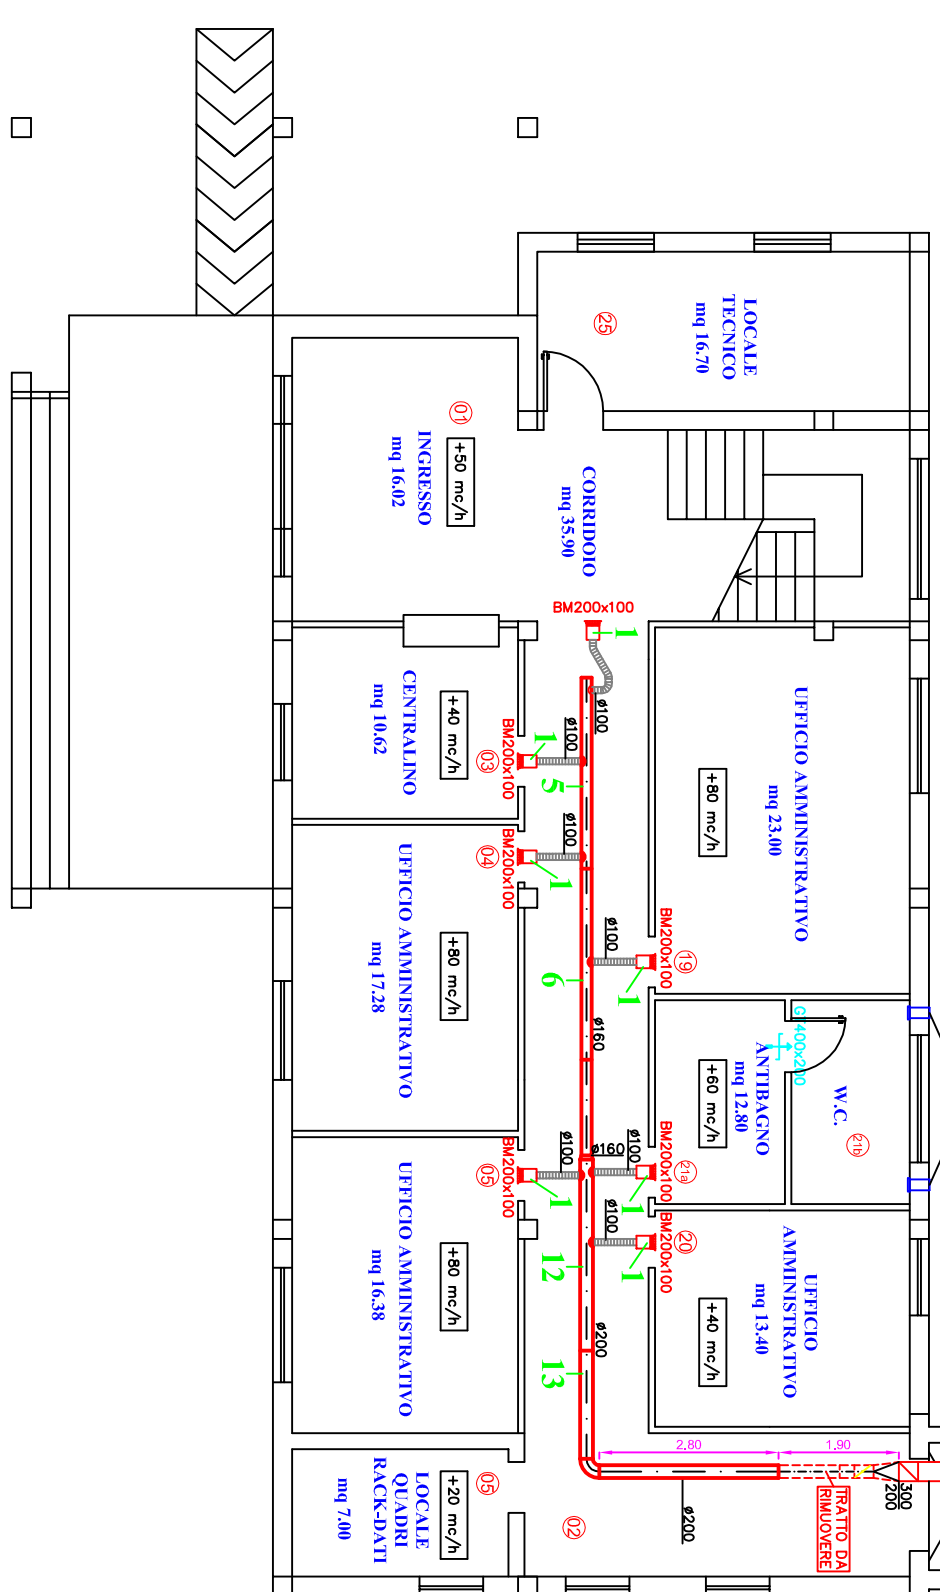 LOCALE
TECNICO
mq 16.70
25
01
+50 mc/h
INGRESSO
mq 16.02
CORRIDOIO
mq 35.90
BM200x100
1
ø100
CENTRALINO
mq 10.62
+40 mc/h
BM200x100
03
1
ø100
5
UFFICIO AMMINISTRATIVO
mq 23.00
+80 mc/h
ø100
BM200x100
04
1
UFFICIO AMMINISTRATIVO
mq 17.28
+80 mc/h
BM200x100
19
ø100
1
6
ø160
GT400x200
ANTIBAGNO
mq 12.80
+60 mc/h
W.C.
21b
BM200x100
21a
ø100
1
ø160
ø100
BM200x100
05
1
UFFICIO AMMINISTRATIVO
mq 16.38
+80 mc/h
BM200x100
20
ø100
1
12
UFFICIO
AMMINISTRATIVO
mq 13.40
+40 mc/h
ø200
13
2.80
1.90
300
200
TRATTO DA
RIMUOVERE
ø200
02
05
+20 mc/h
LOCALE
QUADRI
RACK-DATI
mq 7.00